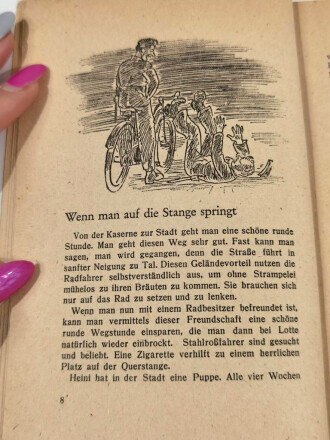 Wenn man auf die Stange springt
Von der Kaserne zur Stadt geht man eine schöne runde
Stunde. Man geht diesen Weg sehr gut. Fast kann man
sagen, man wird gegangen, denn die Straße führt in
sanfter Neigung zu Tal. Diesen Geländevorteil nutzen die
Radfahrer selbstverständlich aus, um ohne Strampelei
mühelos zu ihren Bräuten zu kommen. Sie brauchen sich
nur auf das Rad zu setzen und zu lenken.
Wenn man nun mit einem Radbesitzer befreundet ist,
kann man vermittels dieser Freundschaft eine schöne
runde Wegstunde einsparen, die man dann bei Lotte
natürlich wieder einbrockt. Stahlroßfahrer sind gesucht
und beliebt. Eine Zigarette verhilft zu einem herrlichen
Platz auf der Querstange.
Heini hat in der Stadt eine Puppe. Alle vier Wochen
8